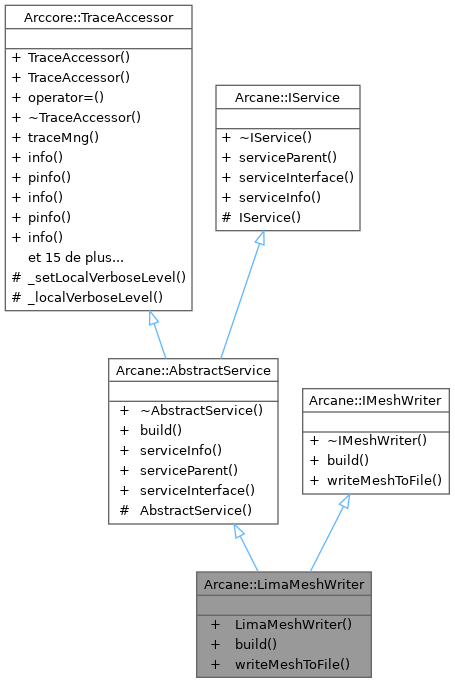 Arccore::TraceAccessor
+ TraceAccessor()
+ TraceAccessor()
+ operator=()
+ ~TraceAccessor()
+ traceMng()
+ info()
+ pinfo()
+ info()
+ pinfo()
+ info()
et 15 de plus...
# _setLocalVerboseLevel()
# _localVerboseLevel()
Arcane::IService
+ ~IService()
+ serviceParent()
+ serviceInterface()
+ serviceInfo()
# IService()
Arcane::AbstractService
+ ~AbstractService()
+ build()
+ serviceInfo()
+ serviceParent()
+ serviceInterface()
# AbstractService()
Arcane::IMeshWriter
+ ~IMeshWriter()
+ build()
+ writeMeshToFile()
Arcane::LimaMeshWriter
+ LimaMeshWriter()
+ build()
+ writeMeshToFile()